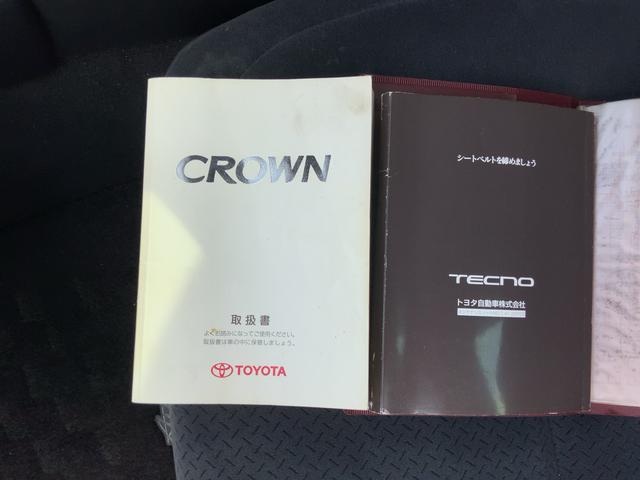 CROWN
取扱書
よくお読みになってご使用ください。
取扱書は車の中に保管しましょう。
TOYOTA
シートベルトを締めましょう
TECNO
トヨタ自動車株式会社